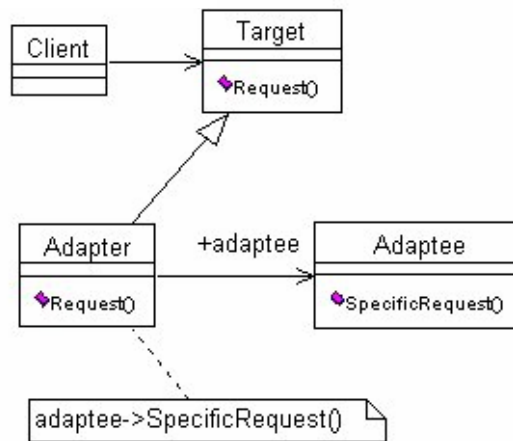 Client
Target
Request()
Adapter
Request()
+adaptee
Adaptee
SpecificRequest()
adaptee->SpecificRequest()